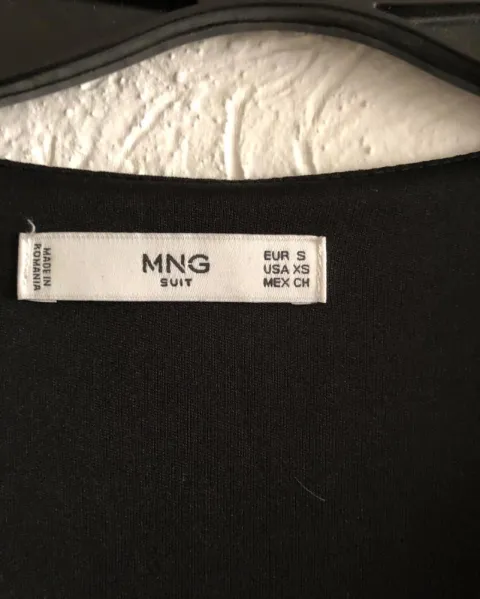 MADE IN
ROMANIA
MNG
SUIT
EUR S
USA XS
MEX CH